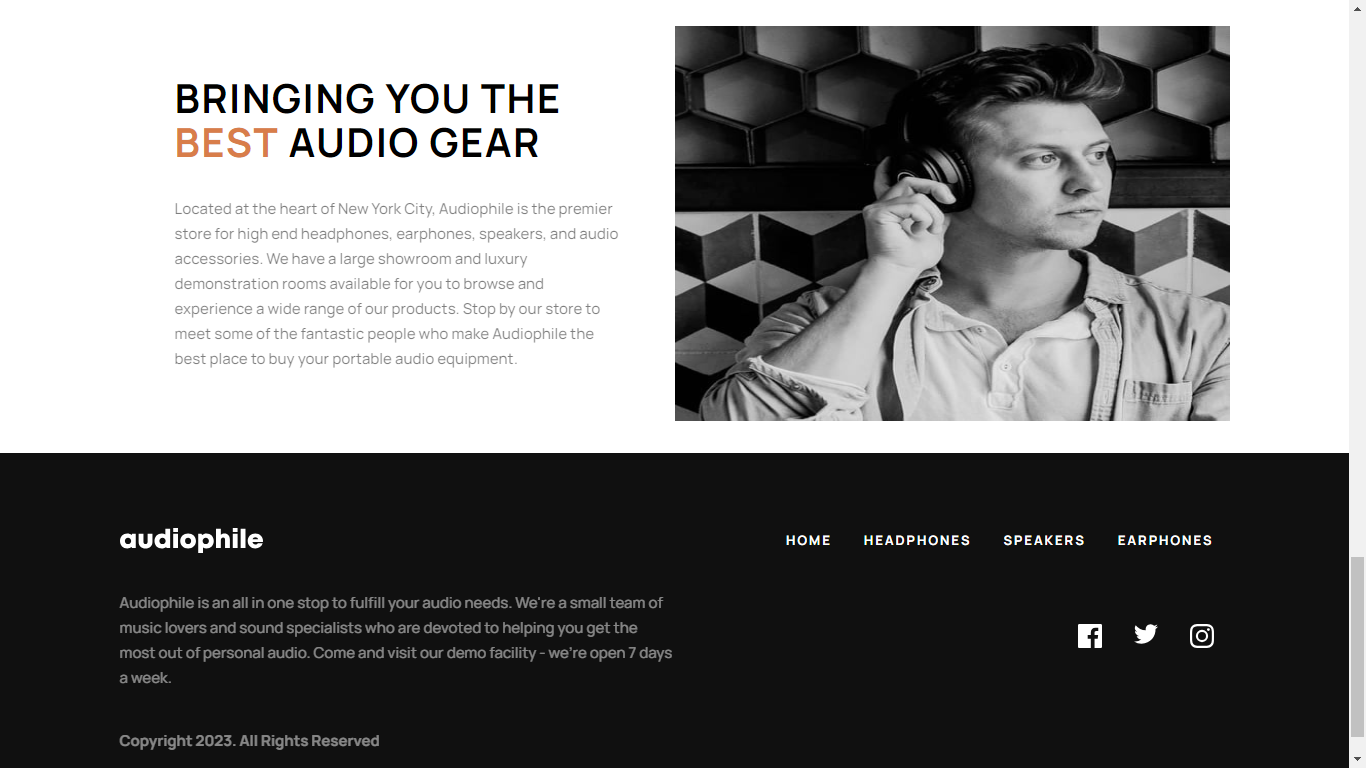 BRINGING YOU THE
BEST AUDIO GEAR
Located at the heart of New York City, Audiophile is the premier
store for high end headphones, earphones, speakers, and audio
accessories. We have a large showroom and luxury
demonstration rooms available for you to browse and
experience a wide range of our products. Stop by our store to
meet some of the fantastic people who make Audiophile the
best place to buy your portable audio equipment.
audiophile
HOME HEADPHONES SPEAKERS EARPHONES
Audiophile is an all in one stop to fulfill your audio needs. We're a small team of
music lovers and sound specialists who are devoted to helping you get the
most out of personal audio. Come and visit our demo facility - we're open 7 days
a week.
Copyright 2023. All Rights Reserved